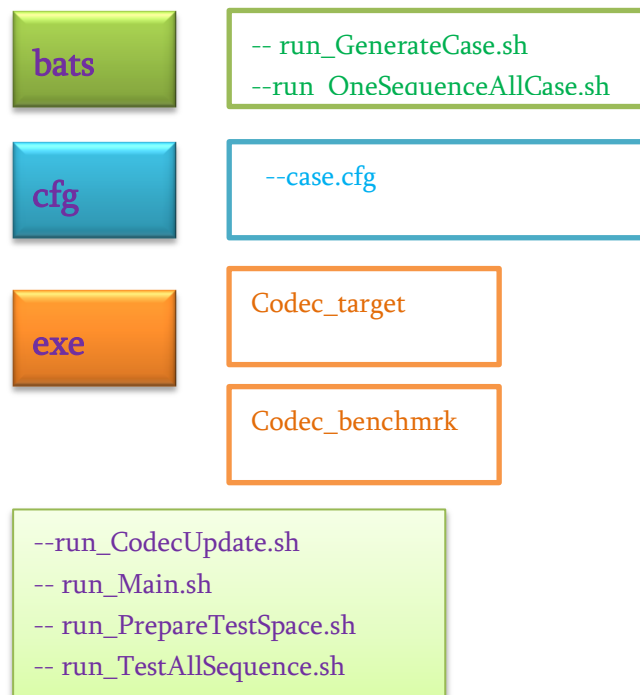 bats
-- run_GenerateCase.sh
--run_OneSequenceAllCase.sh
cfg
--case.cfg
exe
Codec_target
Codec_benchmrk
--run_CodecUpdate.sh
-- run_Main.sh
-- run_PrepareTestSpace.sh
-- run_TestAllSequence.sh